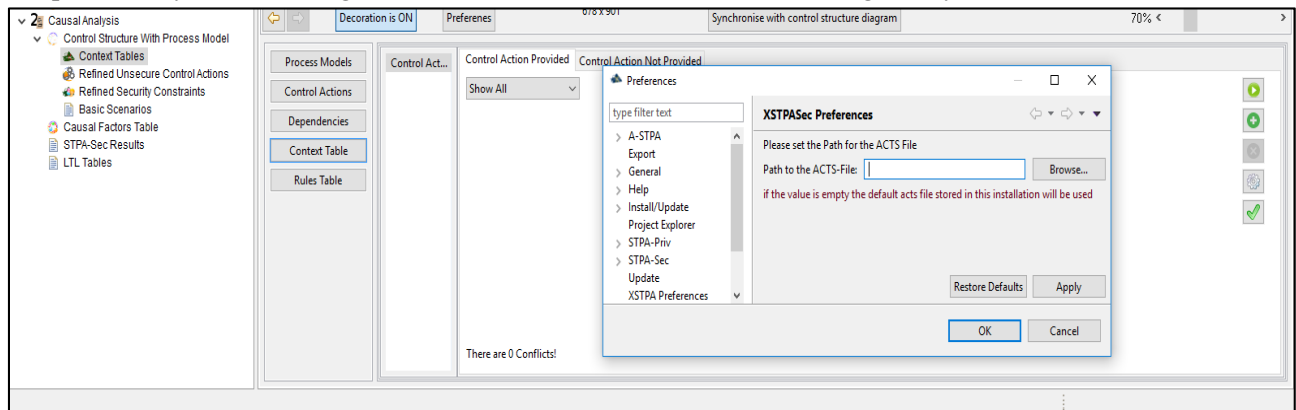 Causal Analysis
Control Structure With Process Model
Context Tables
Refined Unsecure Control Actions
Refined Security Constraints
Basic Scenarios
Causal Factors Table
STPA-Sec Results
LTL Tables
Decoration is ON
Preferenes
678 x 901
Synchronise with control structure diagram
70%
Process Models
Control Actions
Dependencies
Context Table
Rules Table
Control Act...
Control Action Provided
Control Action Not Provided
Show All
There are 0 Conflicts!
Preferences
type filter text
A-STPA
Export
General
Help
Install/Update
Project Explorer
STPA-Priv
STPA-Sec
Update
XSTPA Preferences
XSTPASec Preferences
Please set the Path for the ACTS File
Path to the ACTS-File:
Browse...
if the value is empty the default acts file stored in this installation will be used
Restore Defaults
Apply
OK
Cancel